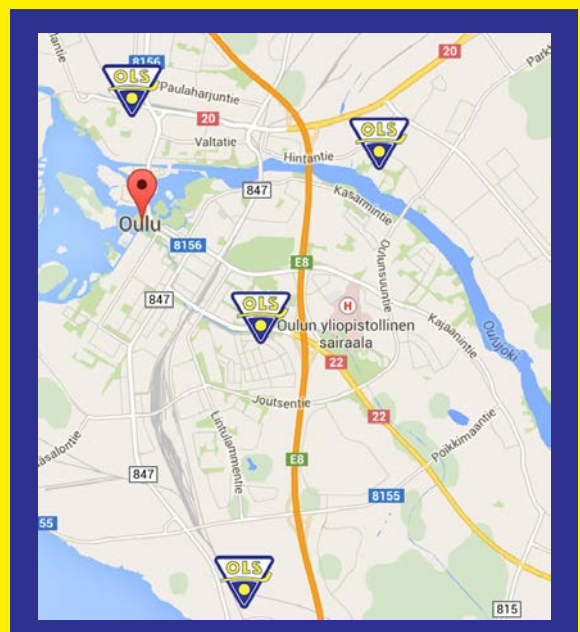 8156
20
Parkk
OLS
Paulaharjuntie
20
Valtatie
OLS
Hintantie
847
Kasarmintie
Oulu
8156
Oulunsuuntie
E8
847
OLS
H
Oulun yliopistollinen
sairaala
Kajaanintie
Oulujoki
22
Joutsentie
22
Lintulammentie
Poikkimaantie
847
E8
8155
OLS
815